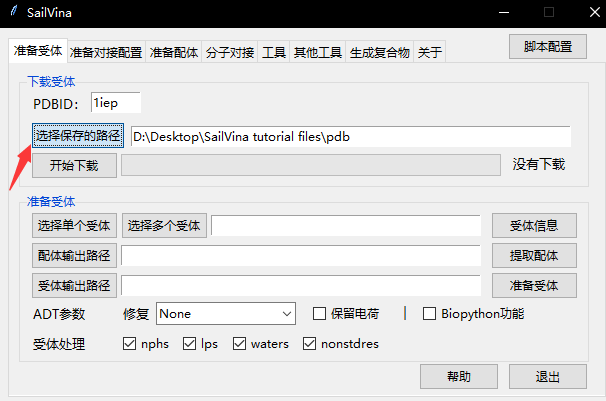 SailVina
准备受体 准备对接配置 准备配体 分子对接 工具 其他工具 生成复合物 关于 脚本配置
下载受体
PDBID: 1iep
选择保存的路径 D:\Desktop\SailVina tutorial files\pdb
开始下载 没有下载
准备受体
选择单个受体 选择多个受体 受体信息
配体输出路径 提取配体
受体输出路径 准备受体
ADT参数 修复 None 保留电荷 | Biopython功能
受体处理 nphs lps waters nonstdres
帮助 退出